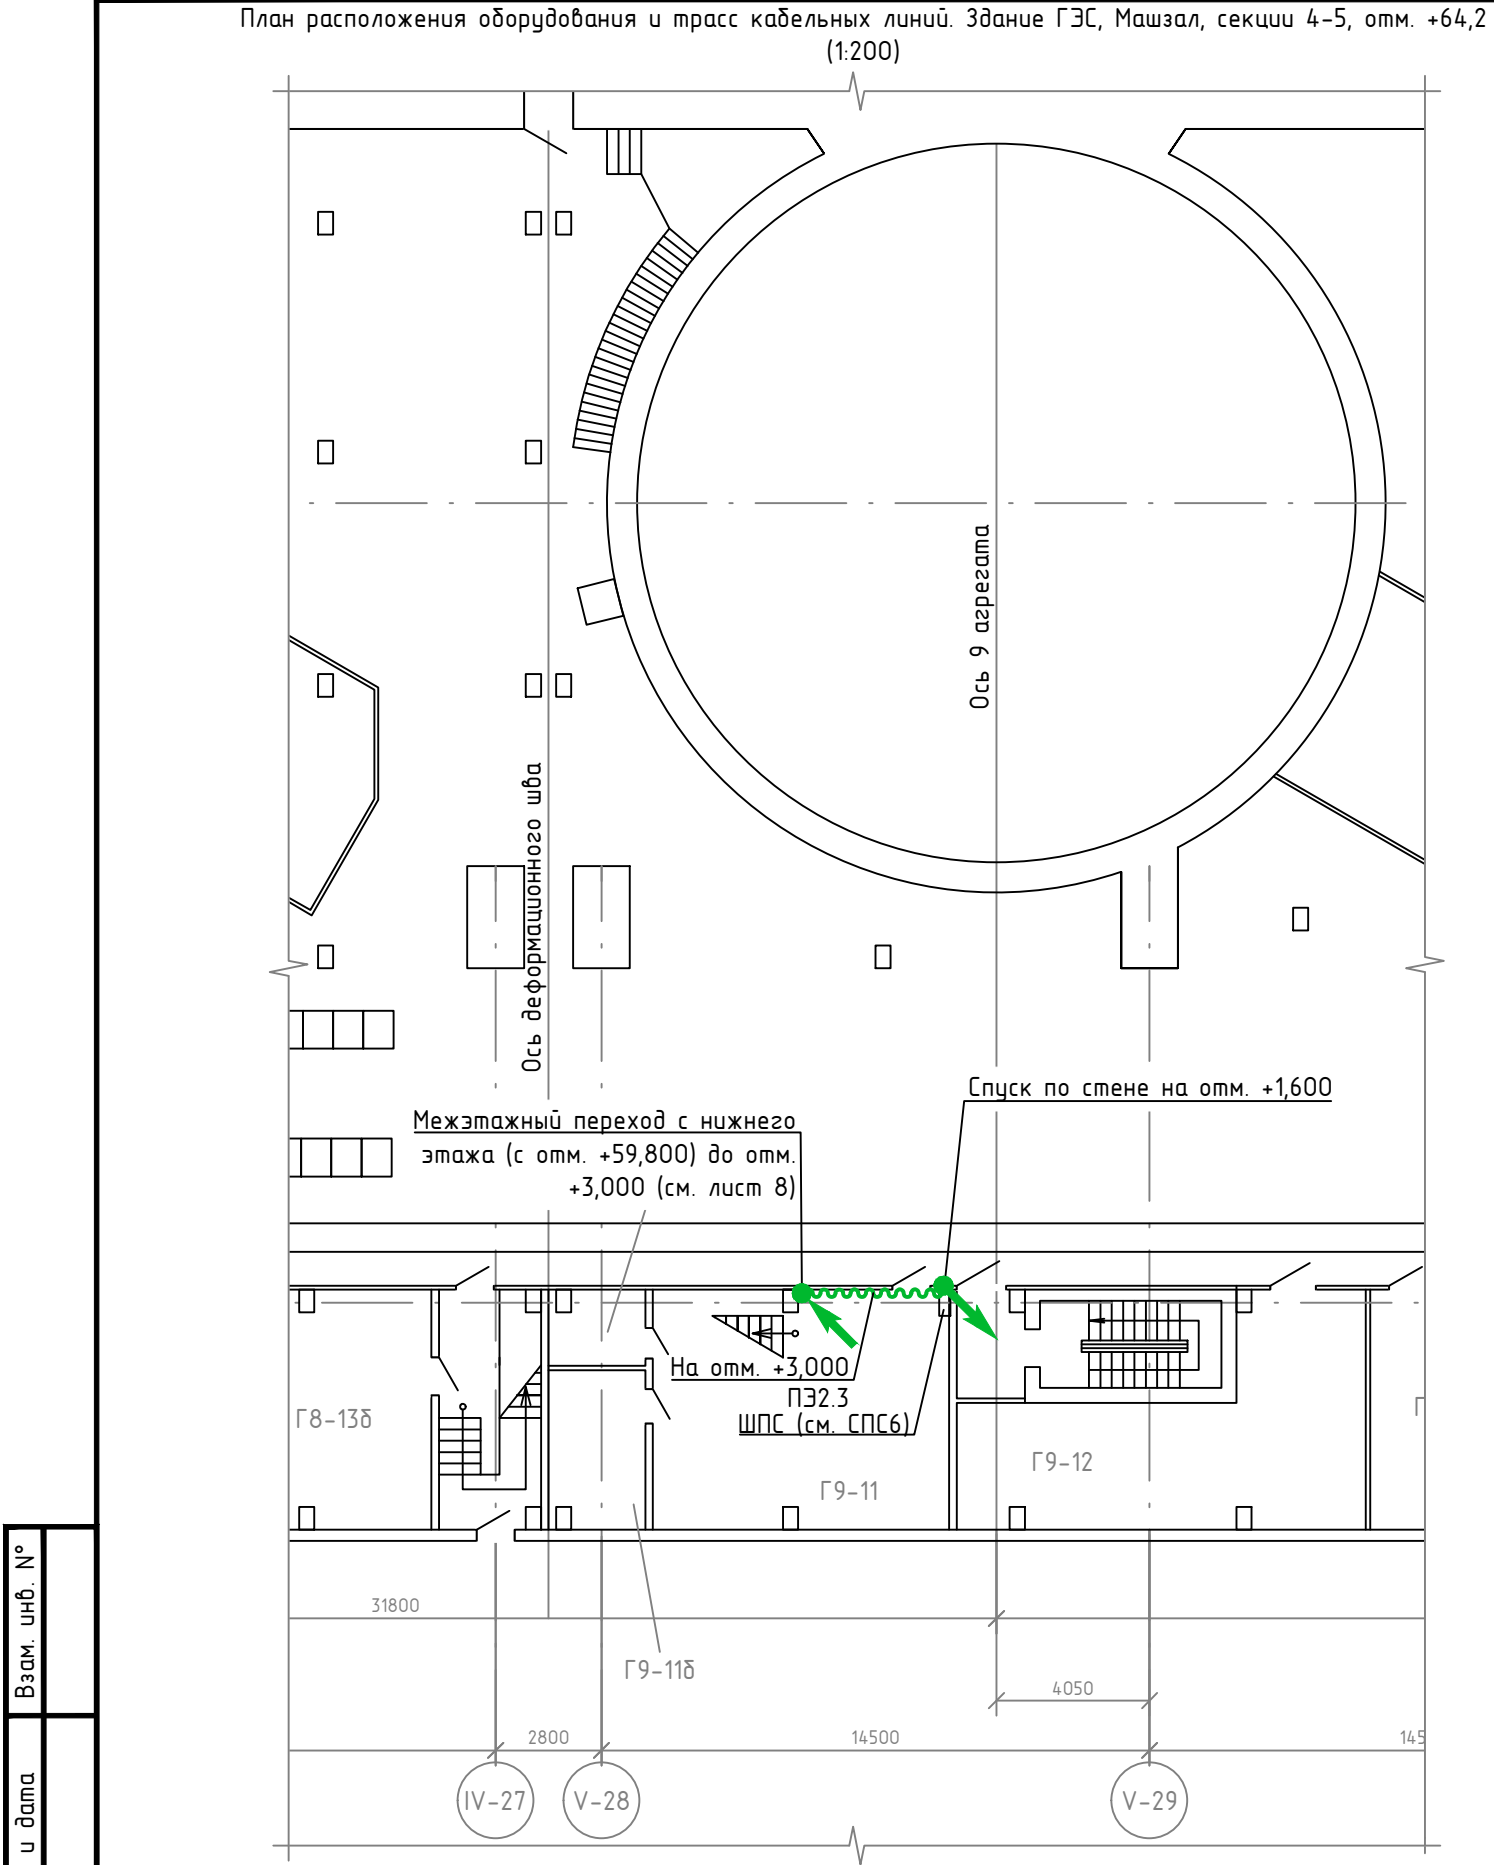 План расположения оборудования и трасс кабельных линий. Здание ГЭС, Машзал, секции 4-5, отм. +64,2
(1:200)
Ось 9 агрегата
Ось деформационного шва
Спуск по стене на отм. +1,600
Межэтажный переход с нижнего
этажа (с отм. +59,800) до отм.
+3,000 (см. лист 8)
На отм. +3,000
ПЭ2.3
ШПС (см. СПС6)
Г8-13б
Г9-12
Г9-11
Г9-11б
31800
4050
2800
14500
145
IV-27
V-28
V-29
Взам. инв. N°
и дата